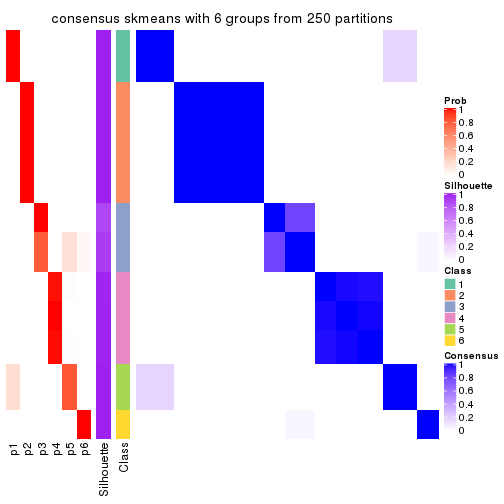 consensus skmeans with 6 groups from 250 partitions
Prob
1
0.8
0.6
0.4
0.2
0
Silhouette
1
0.8
0.6
0.4
0.2
0
Class
1
2
3
4
5
6
Consensus
1
0.8
0.6
0.4
0.2
0
p1
p2
p3
p4
p5
p6
Silhouette
Class